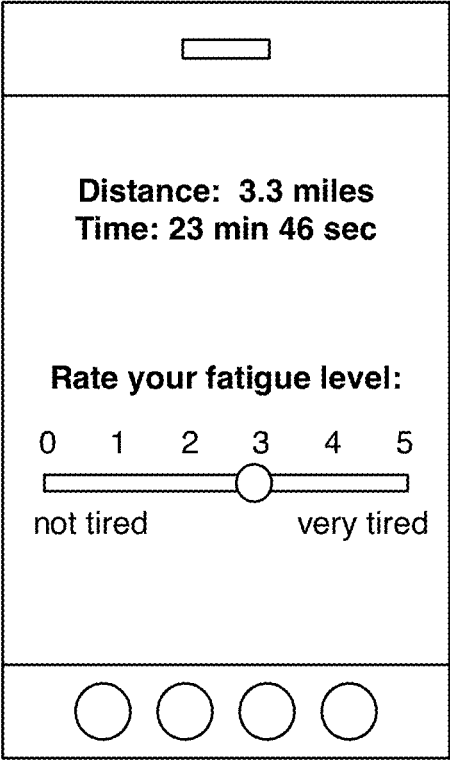 Distance: 3.3 miles
Time: 23 min 46 sec
Rate your fatigue level:
0 1 2 3 4 5
not tired very tired